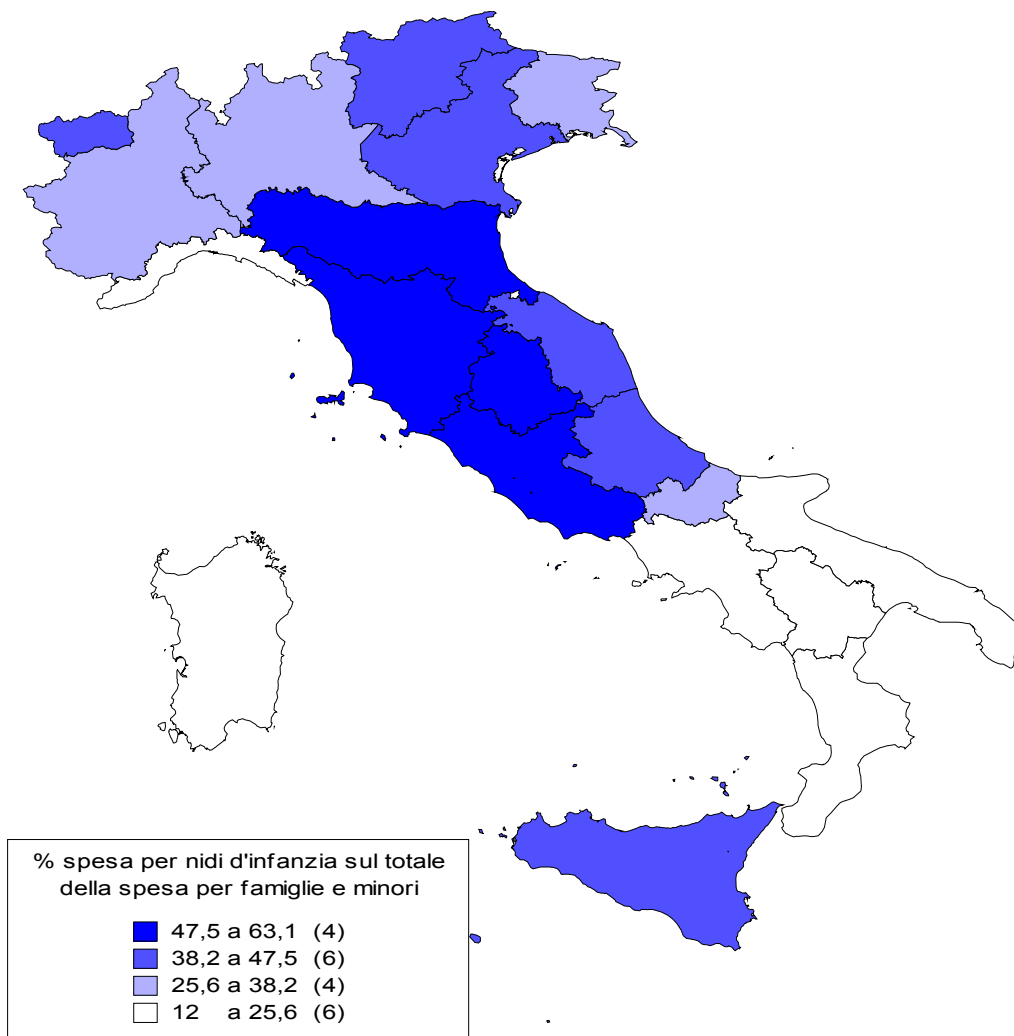 % spesa per nidi d'infanzia sul totale
della spesa per famiglie e minori
47,5 a 63,1 (4)
38,2 a 47,5 (6)
25,6 a 38,2 (4)
12 a 25,6 (6)